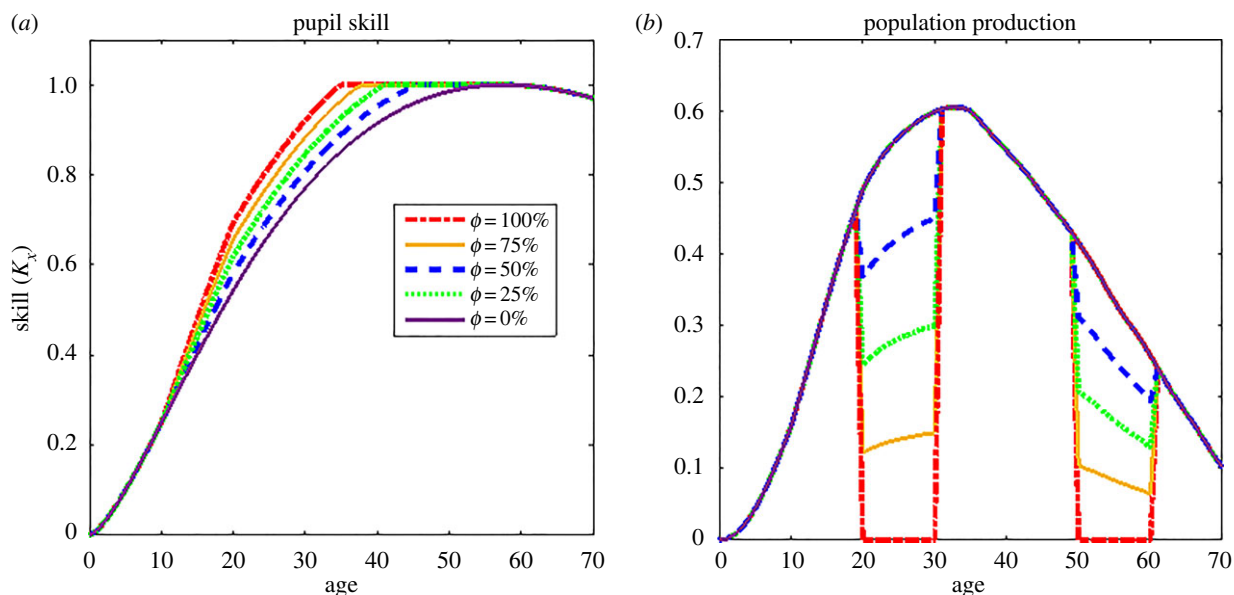 (a) pupil skill
1.0
0.8
0.6
0.4
0.2
0
skill (Kx)
ϕ = 100%
ϕ = 75%
ϕ = 50%
ϕ = 25%
ϕ = 0%
0 10 20 30 40 50 60 70
age
(b) population production
0.7
0.6
0.5
0.4
0.3
0.2
0.1
0
0 10 20 30 40 50 60 70
age